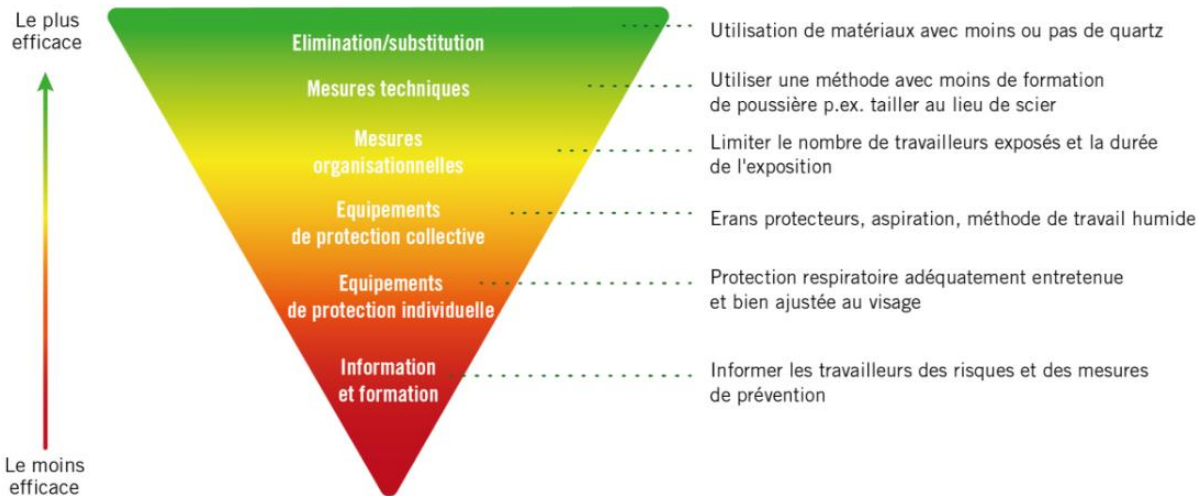 Le plus
efficace
Elimination/substitution
Utilisation de matériaux avec moins ou pas de quartz
Mesures techniques
Utiliser une méthode avec moins de formation
de poussière p.ex. tailler au lieu de scier
Mesures
organisationnelles
Limiter le nombre de travailleurs exposés et la durée
de l'exposition
Equipements
de protection collective
Erans protecteurs, aspiration, méthode de travail humide
Equipements
de protection individuelle
Protection respiratoire adéquatement entretenue
et bien ajustée au visage
Information
et formation
Informer les travailleurs des risques et des mesures
de prévention
Le moins
efficace